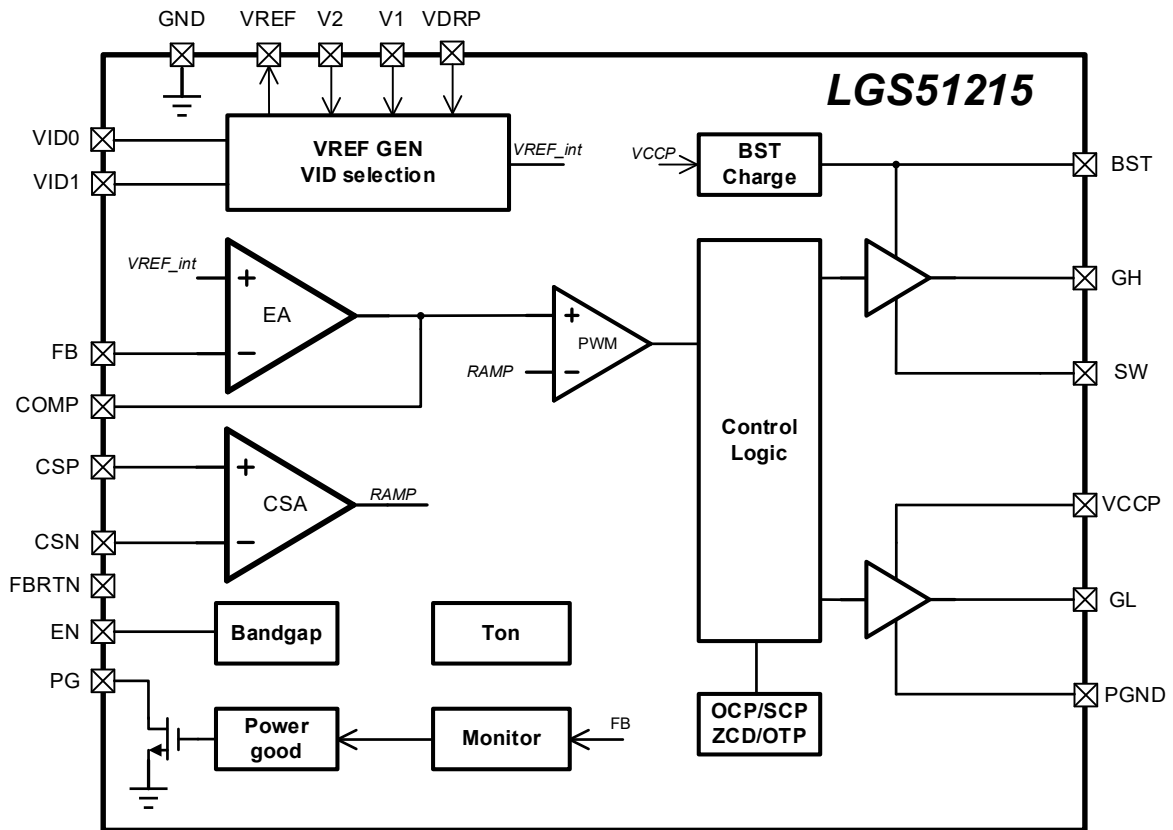 GND VREF V2 V1 VDRP
LGS51215
VID0
VID1
VREF GEN
VID selection
VREF_int
VCCP
BST
Charge
BST
VREF_int
+
EA
−
FB
COMP
+
PWM
RAMP
−
Control
Logic
GH
SW
CSP
+
CSA
RAMP
CSN
−
FBRTN
EN
Bandgap
Ton
PG
Power
good
Monitor
FB
OCP/SCP
ZCD/OTP
VCCP
GL
PGND